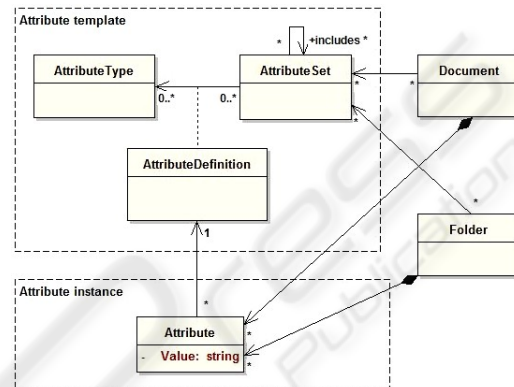 Attribute template
* +includes *
AttributeType
AttributeSet
Document
0..*
0..*
*
*
*
AttributeDefinition
1
*
Folder
Attribute instance
*
Attribute
*
- Value: string
*